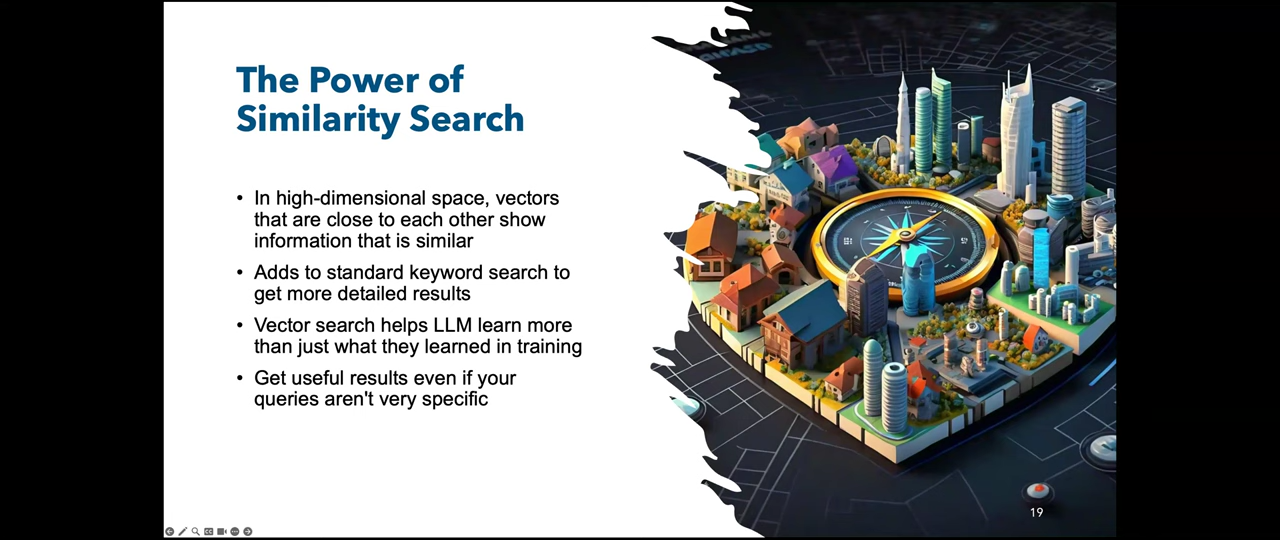 The Power of
Similarity Search
• In high-dimensional space, vectors
that are close to each other show
information that is similar
• Adds to standard keyword search to
get more detailed results
• Vector search helps LLM learn more
than just what they learned in training
• Get useful results even if your
queries aren't very specific
19